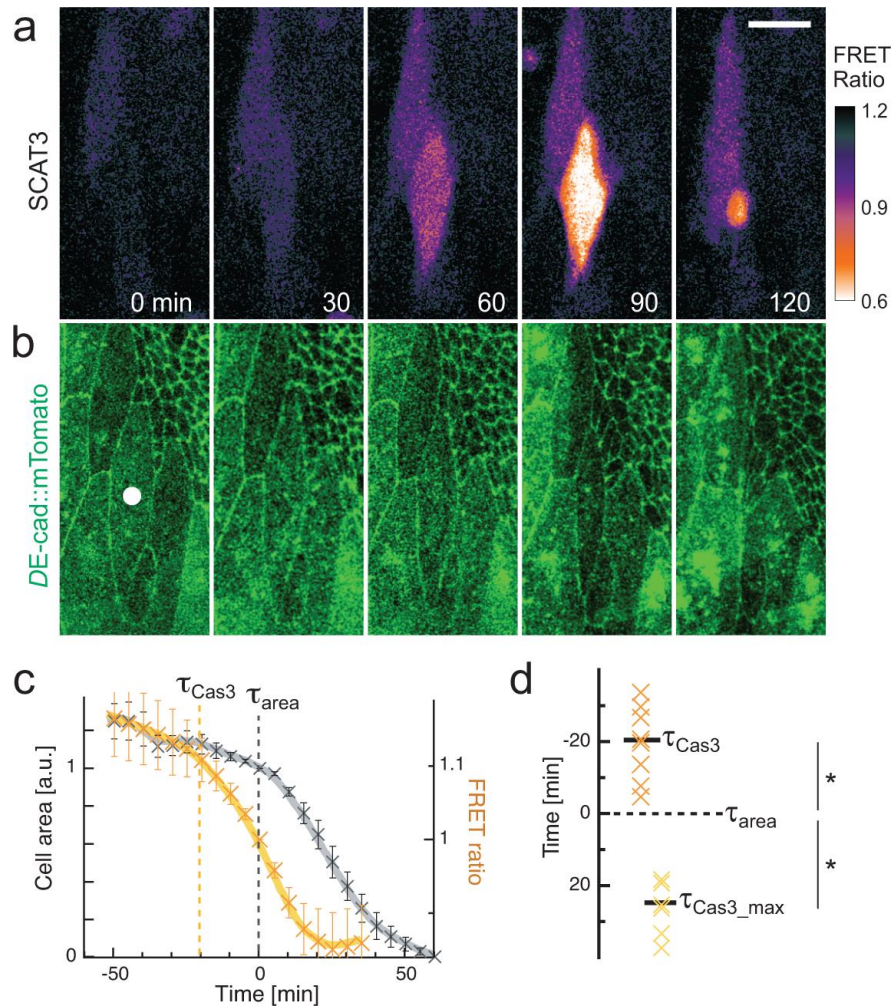 a
SCAT3
0 min
30
60
90
120
FRET
Ratio
1.2
0.9
0.6
b
DE-cad::mTomato
c
τCas3
τarea
Cell area [a.u.]
1
0
1.1
1
FRET ratio
-50
0
50
Time [min]
d
Time [min]
-20
0
20
τCas3
τarea
τCas3_max
*
*